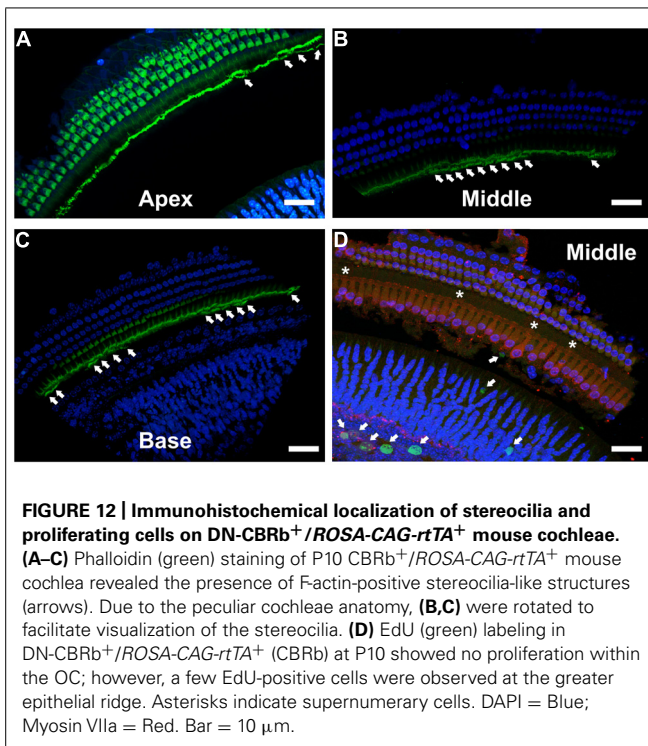 A
B
Apex
Middle
C
D
Middle
Base
FIGURE 12 | Immunohistochemical localization of stereocilia and
proliferating cells on DN-CBRb+/ROSA-CAG-rtTA+ mouse cochleae.
(A–C) Phalloidin (green) staining of P10 CBRb+/ROSA-CAG-rtTA+ mouse
cochlea revealed the presence of F-actin-positive stereocilia-like structures
(arrows). Due to the peculiar cochleae anatomy, (B,C) were rotated to
facilitate visualization of the stereocilia. (D) EdU (green) labeling in
DN-CBRb+/ROSA-CAG-rtTA+ (CBRb) at P10 showed no proliferation within
the OC; however, a few EdU-positive cells were observed at the greater
epithelial ridge. Asterisks indicate supernumerary cells. DAPI = Blue;
Myosin VIIa = Red. Bar = 10 μm.